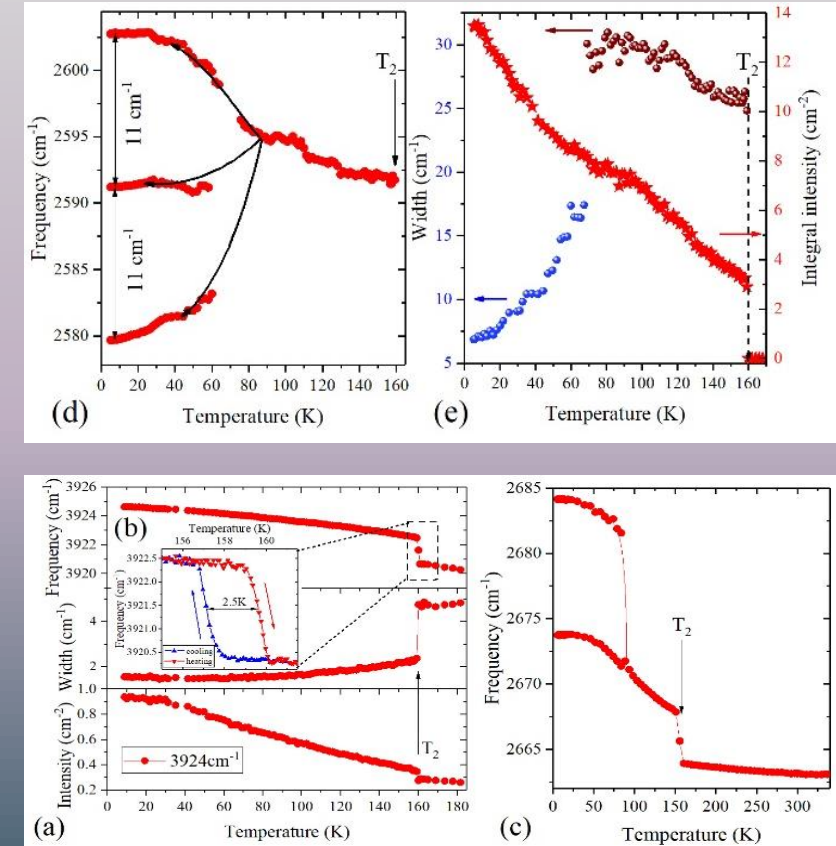 2600
2595
2590
2585
2580
Frequency (cm⁻¹)
11 cm⁻¹
11 cm⁻¹
T₂
0 20 40 60 80 100 120 140 160
Temperature (K)
(d)
30
25
20
15
10
5
Width (cm⁻¹)
T₂
14
12
10
8
6
4
2
0
Integral intensity (cm⁻²)
0 20 40 60 80 100 120 140 160
Temperature (K)
(e)
3926
3924
3922
3920
Frequency (cm⁻¹)
(b)
Temperature (K)
156 158 160
3922.5
3922.0
3921.5
3921.0
3920.5
Frequency (cm⁻¹)
2.5K
cooling
heating
4
2
Width (cm⁻¹)
1.0
0.8
0.6
0.4
0.2
Intensity (cm⁻²)
T₂
3924cm⁻¹
0 20 40 60 80 100 120 140 160 180
Temperature (K)
(a)
2685
2680
2675
2670
2665
Frequency (cm⁻¹)
T₂
0 50 100 150 200 250 300
Temperature (K)
(c)